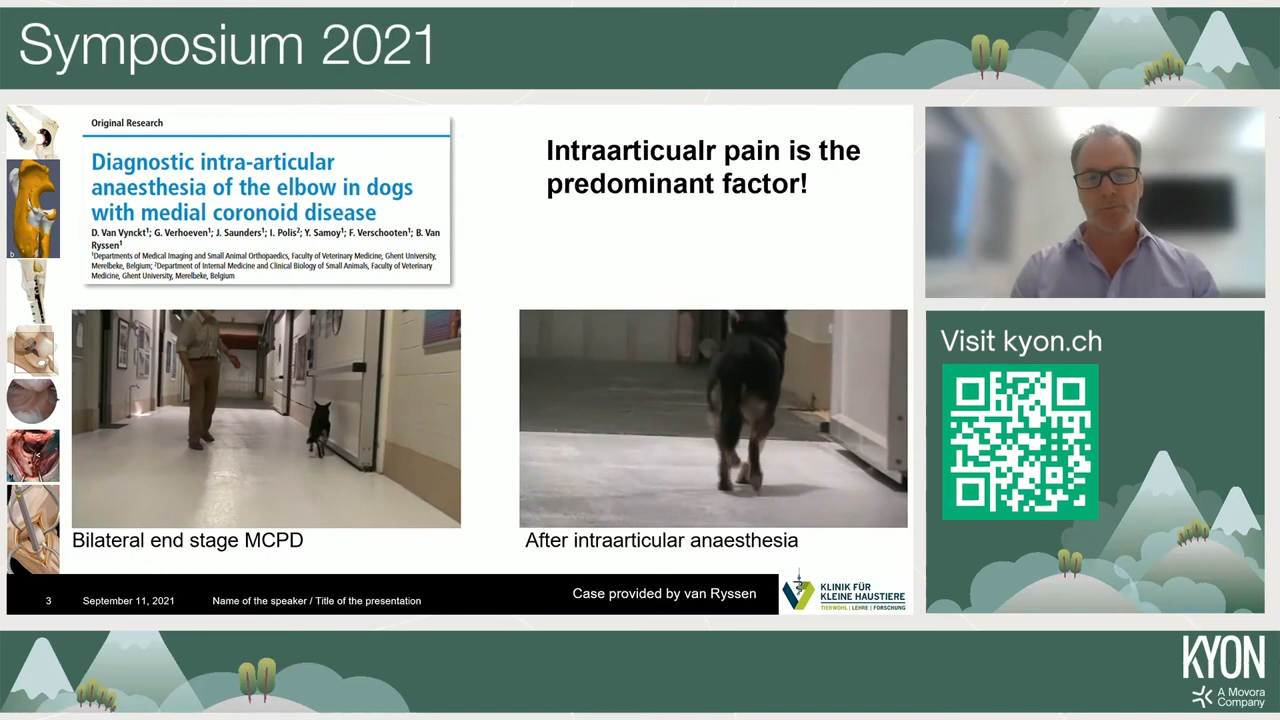 Symposium 2021
Original Research
Diagnostic intra-articular
anaesthesia of the elbow in dogs
with medial coronoid disease
D. Van Vynckt¹; G. Verhoeven¹; J. Saunders¹; I. Polis²; Y. Samoy¹; F. Verschooten¹; B. Van
Ryssen¹
¹Departments of Medical Imaging and Small Animal Orthopaedics, Faculty of Veterinary Medicine, Ghent University,
Merelbeke, Belgium; ²Department of Internal Medicine and Clinical Biology of Small Animals, Faculty of Veterinary
Medicine, Ghent University, Merelbeke, Belgium
Intraarticualr pain is the
predominant factor!
b
Bilateral end stage MCPD
After intraarticular anaesthesia
3
September 11, 2021
Name of the speaker / Title of the presentation
Case provided by van Ryssen
KLINIK FÜR
KLEINE HAUSTIERE
TIERWOHL | LEHRE | FORSCHUNG
Visit kyon.ch
KYON
A Movora
Company